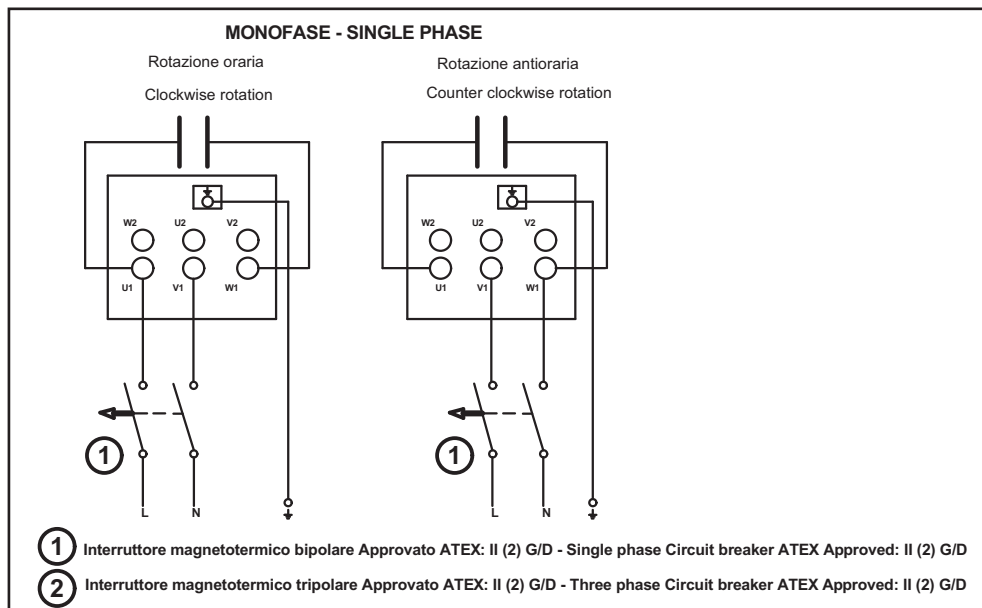 MONOFASE - SINGLE PHASE
Rotazione oraria
Clockwise rotation
Rotazione antioraria
Counter clockwise rotation
W2 U2 V2
U1 V1 W1
W2 U2 V2
U1 V1 W1
1
L N
1
L N
1 Interruttore magnetotermico bipolare Approvato ATEX: II (2) G/D - Single phase Circuit breaker ATEX Approved: II (2) G/D
2 Interruttore magnetotermico tripolare Approvato ATEX: II (2) G/D - Three phase Circuit breaker ATEX Approved: II (2) G/D